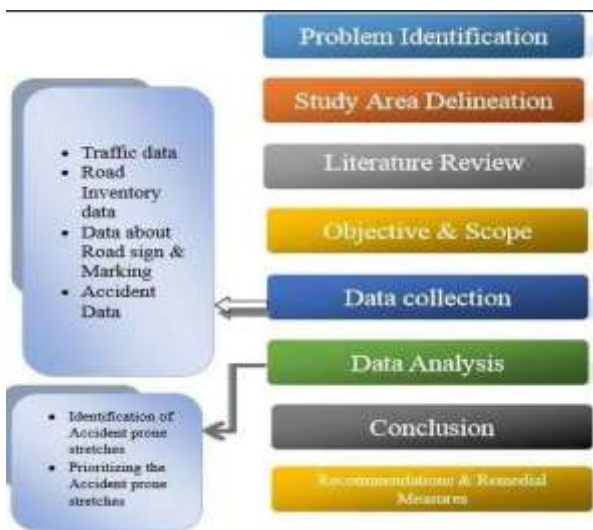 Problem Identification
Study Area Delineation
Literature Review
Objective & Scope
Data collection
Data Analysis
Conclusion
Recommendations & Remedial
Measures
• Traffic data
• Road
Inventory
data
• Data about
Road sign &
Marking
• Accident
Data
• Identification of
Accident prone
stretches
• Prioritizing the
Accident prone
stretches